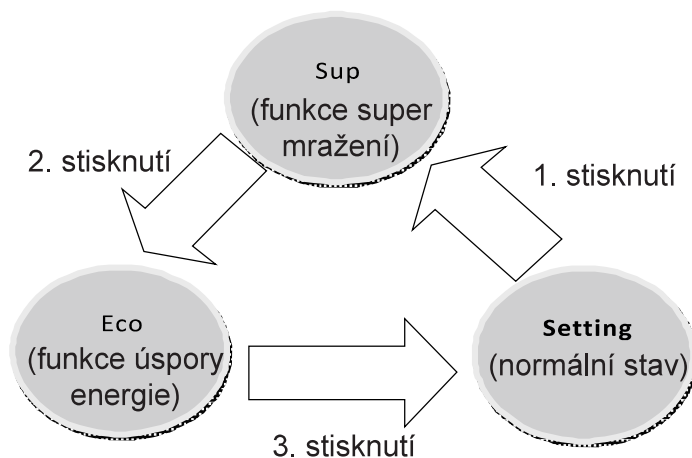 Sup
(funkce super
mražení)
2. stisknutí
1. stisknutí
Eco
(funkce úspory
energie)
Setting
(normální stav)
3. stisknutí